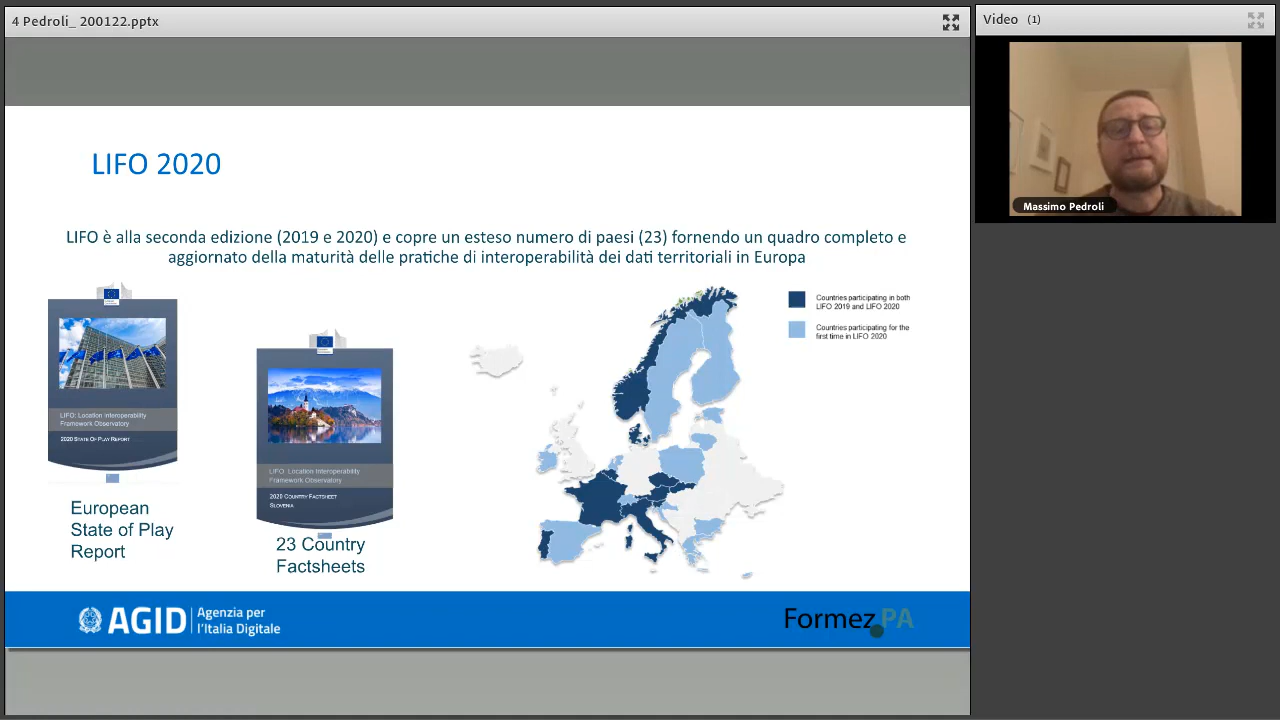 4 Pedroli_ 200122.pptx
Video (1)
Massimo Pedroli
LIFO 2020
LIFO è alla seconda edizione (2019 e 2020) e copre un esteso numero di paesi (23) fornendo un quadro completo e
aggiornato della maturità delle pratiche di interoperabilità dei dati territoriali in Europa
LIFO: Location Interoperability
Framework Observatory
2020 STATE OF PLAY REPORT
European
State of Play
Report
LIFO: Location Interoperability
Framework Observatory
2020 COUNTRY FACTSHEET
SLOVENIA
23 Country
Factsheets
Countries participating in both
LIFO 2019 and LIFO 2020
Countries participating for the
first time in LIFO 2020
AGID
Agenzia per
l'Italia Digitale
Formez PA